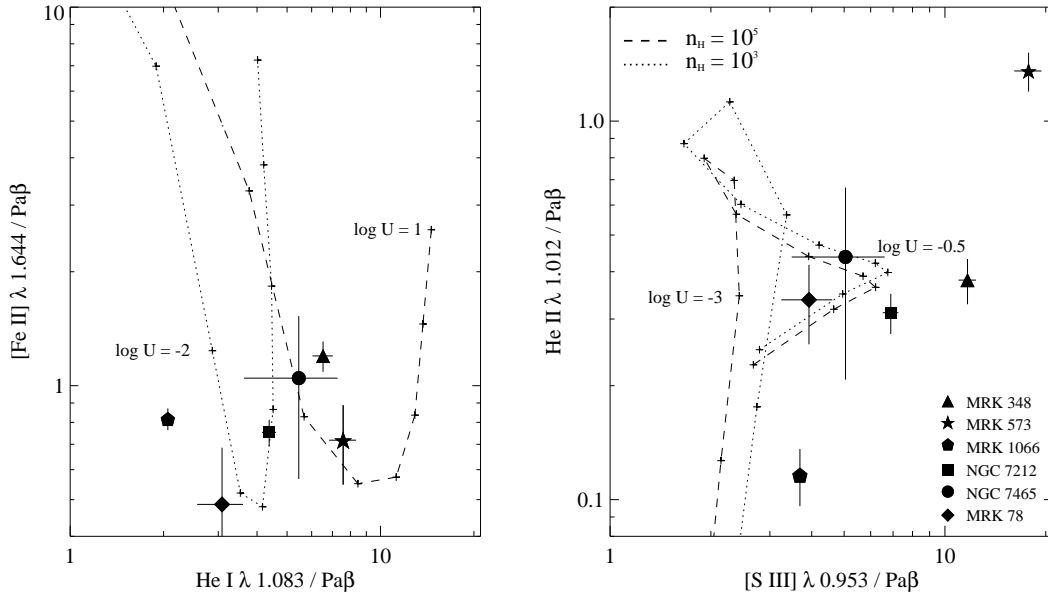 10
1
[Fe II] λ 1.644 / Paβ
log U = 1
log U = -2
1
10
He I λ 1.083 / Paβ
n_H = 10^5
n_H = 10^3
1.0
0.1
He II λ 1.012 / Paβ
log U = -0.5
log U = -3
MRK 348
MRK 573
MRK 1066
NGC 7212
NGC 7465
MRK 78
1
10
[S III] λ 0.953 / Paβ